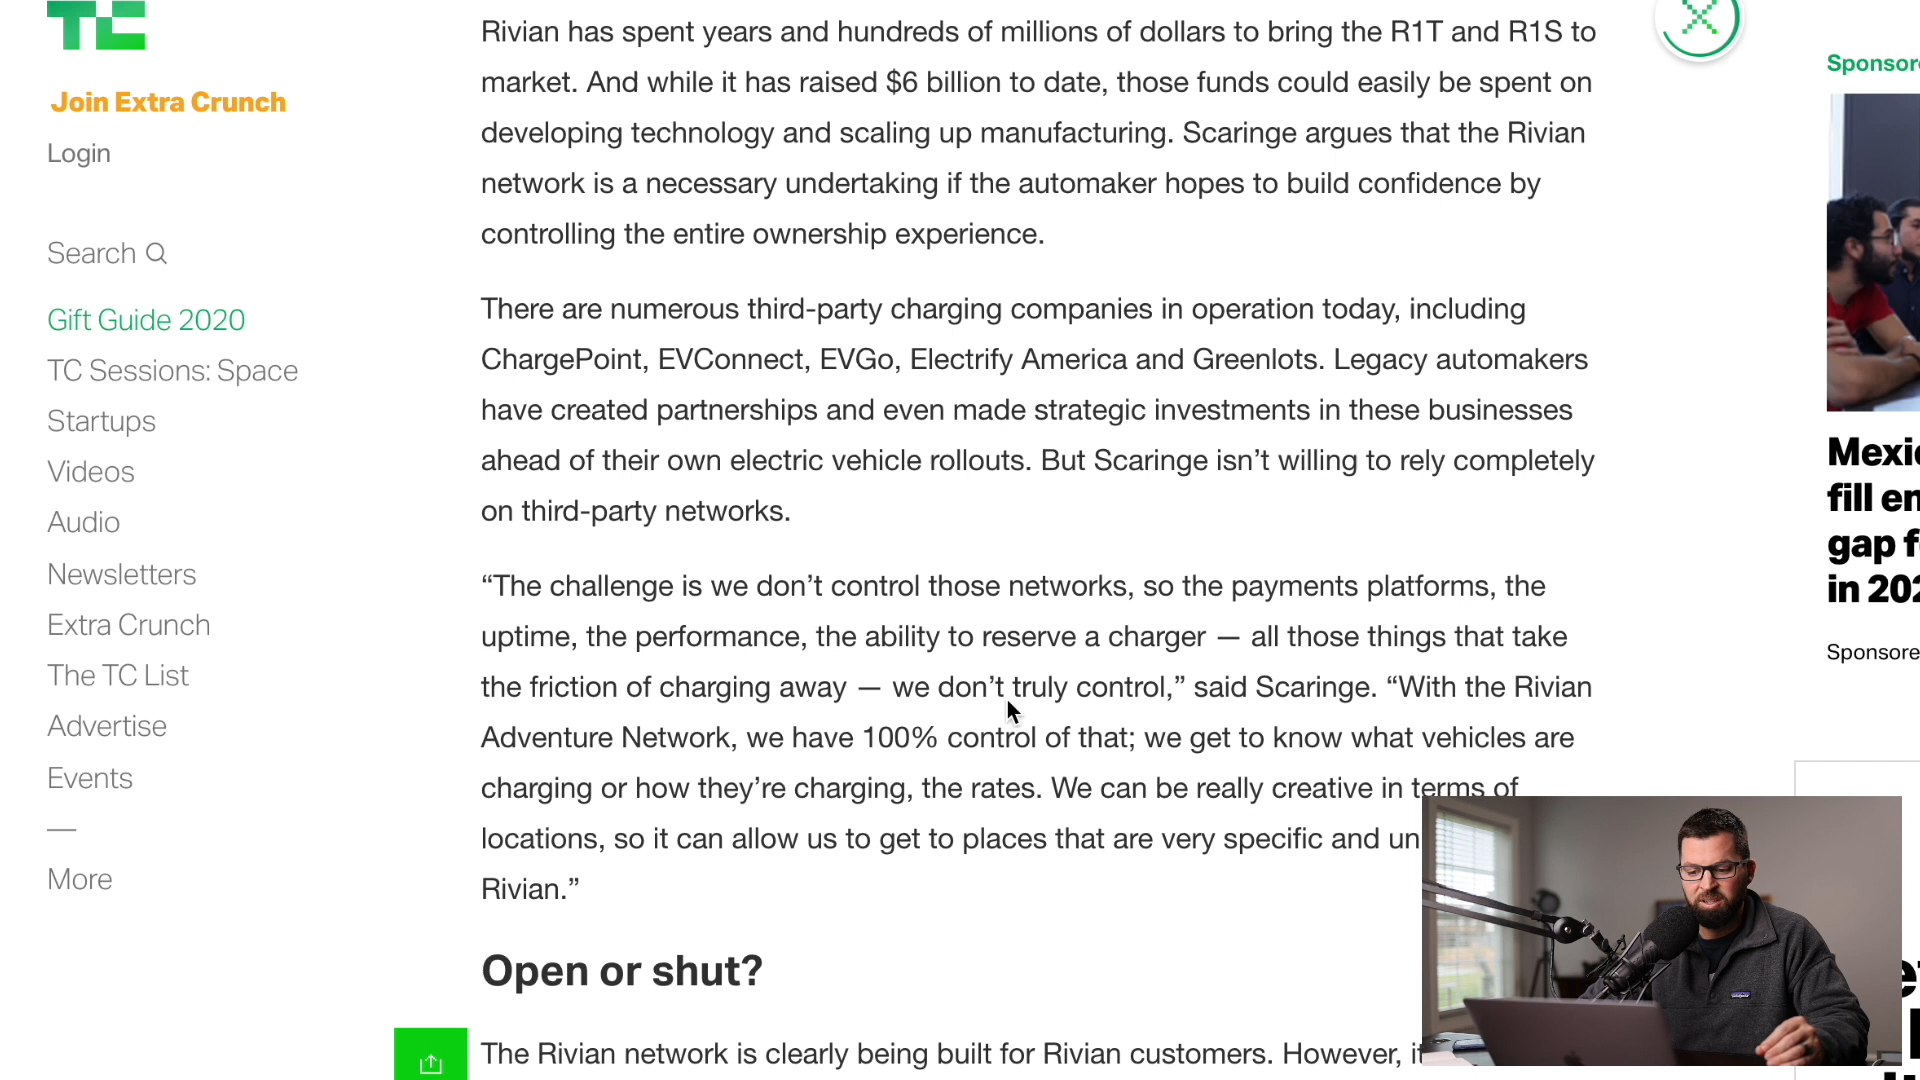 TC
Join Extra Crunch
Login
Search
Gift Guide 2020
TC Sessions: Space
Startups
Videos
Audio
Newsletters
Extra Crunch
The TC List
Advertise
Events
More
Rivian has spent years and hundreds of millions of dollars to bring the R1T and R1S to
market. And while it has raised $6 billion to date, those funds could easily be spent on
developing technology and scaling up manufacturing. Scaringe argues that the Rivian
network is a necessary undertaking if the automaker hopes to build confidence by
controlling the entire ownership experience.
There are numerous third-party charging companies in operation today, including
ChargePoint, EVConnect, EVGo, Electrify America and Greenlots. Legacy automakers
have created partnerships and even made strategic investments in these businesses
ahead of their own electric vehicle rollouts. But Scaringe isn’t willing to rely completely
on third-party networks.
“The challenge is we don’t control those networks, so the payments platforms, the
uptime, the performance, the ability to reserve a charger — all those things that take
the friction of charging away — we don’t truly control,” said Scaringe. “With the Rivian
Adventure Network, we have 100% control of that; we get to know what vehicles are
charging or how they’re charging, the rates. We can be really creative in terms of
locations, so it can allow us to get to places that are very specific and un
Rivian.”
Open or shut?
The Rivian network is clearly being built for Rivian customers. However, it
Sponsore
Mexi
fill en
gap f
in 202
Sponsore